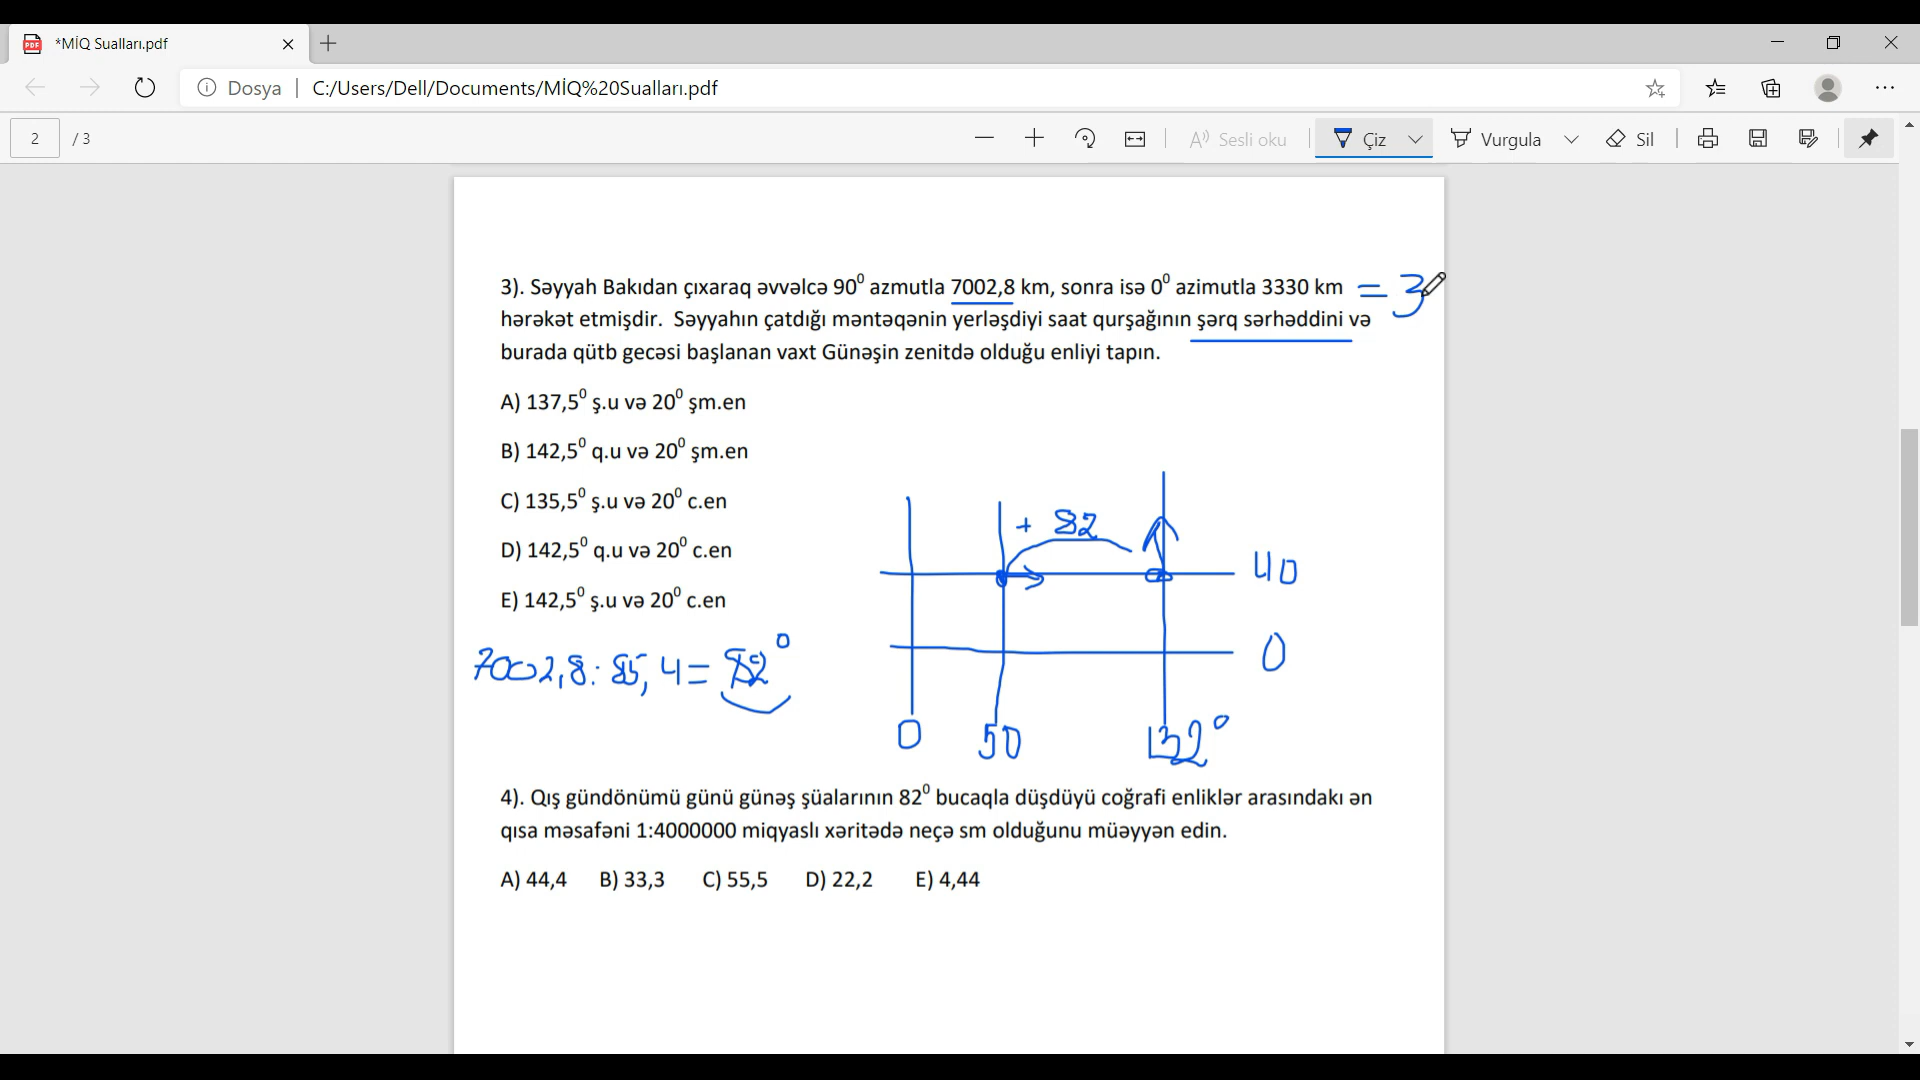 *MİQ Sualları.pdf
Dosya | C:/Users/Dell/Documents/MİQ%20Sualları.pdf
2 / 3
Sesli oku
Çiz
Vurgula
Sil
3). Səyyah Bakıdan çıxaraq əvvəlcə 90⁰ azmutla 7002,8 km, sonra isə 0⁰ azimutla 3330 km = 3
hərəkət etmişdir. Səyyahın çatdığı məntəqənin yerləşdiyi saat qurşağının şərq sərhəddini və
burada qütb gecəsi başlanan vaxt Günəşin zenitdə olduğu enliyi tapın.
A) 137,5⁰ ş.u və 20⁰ şm.en
B) 142,5⁰ q.u və 20⁰ şm.en
C) 135,5⁰ ş.u və 20⁰ c.en
D) 142,5⁰ q.u və 20⁰ c.en
E) 142,5⁰ ş.u və 20⁰ c.en
+ 82
40
0
7002,8 : 85,4 = 82⁰
0 50 132⁰
4). Qış gündönümü günü günəş şüalarının 82⁰ bucaqla düşdüyü coğrafi enliklər arasındakı ən
qısa məsafəni 1:4000000 miqyaslı xəritədə neçə sm olduğunu müəyyən edin.
A) 44,4 B) 33,3 C) 55,5 D) 22,2 E) 4,44